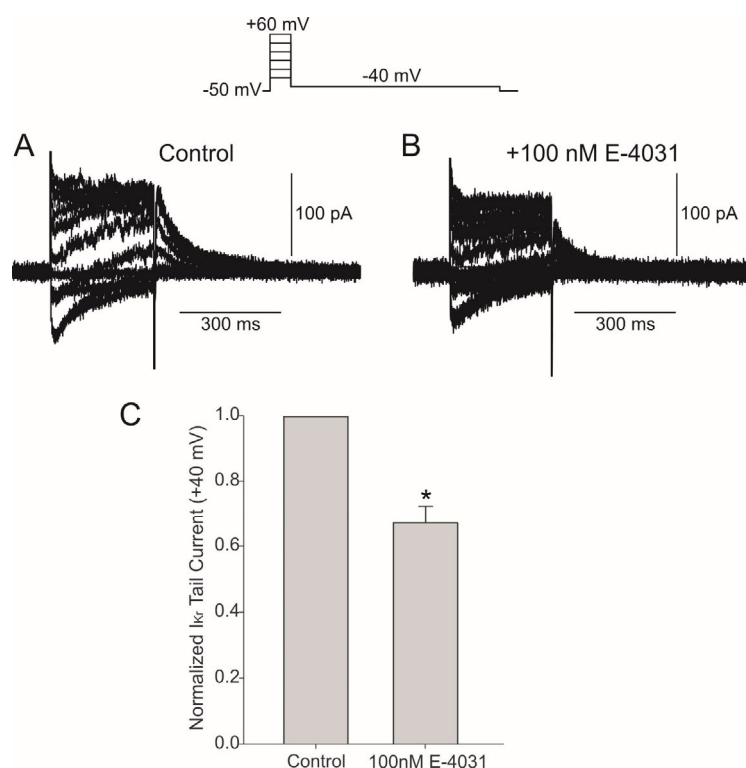 +60 mV
-50 mV
-40 mV
A
Control
100 pA
300 ms
B
+100 nM E-4031
100 pA
300 ms
C
Normalized IKr Tail Current (+40 mV)
1.0
0.8
0.6
0.4
0.2
0.0
*
Control
100nM E-4031